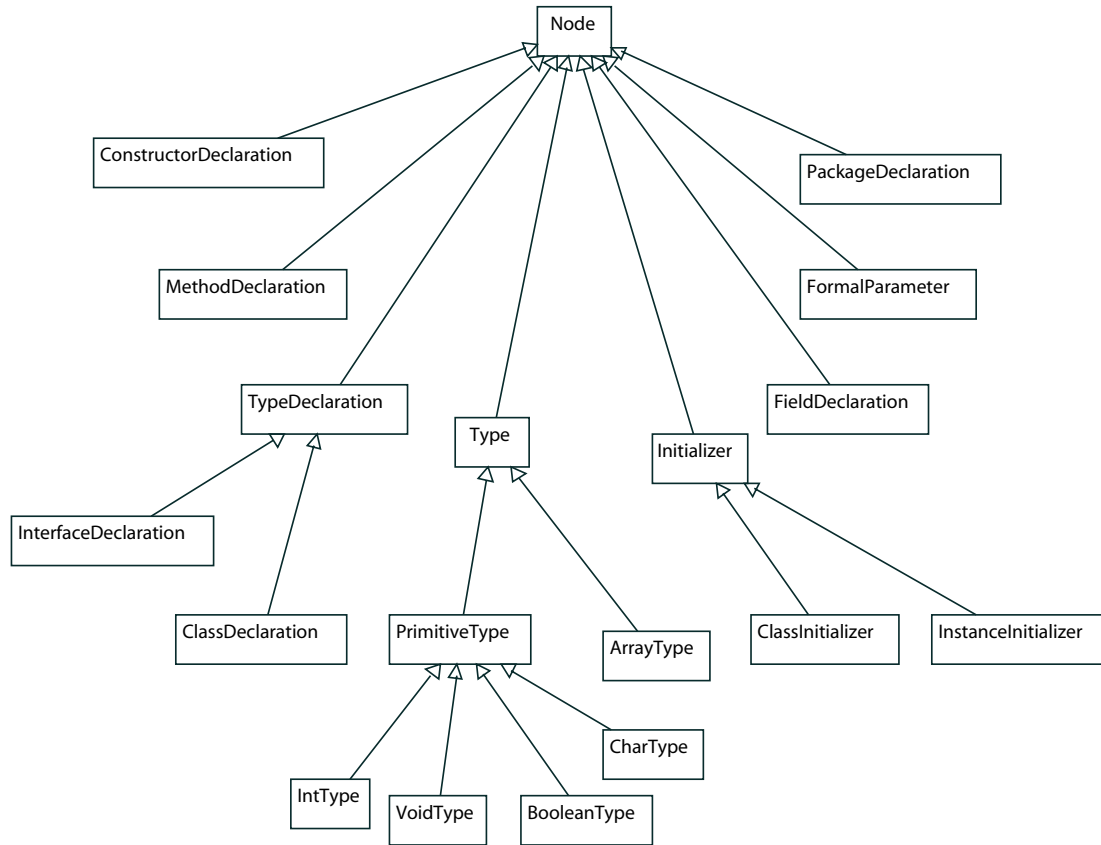 Node
ConstructorDeclaration
PackageDeclaration
MethodDeclaration
FormalParameter
TypeDeclaration
FieldDeclaration
Type
Initializer
InterfaceDeclaration
ClassDeclaration
PrimitiveType
ArrayType
ClassInitializer
InstanceInitializer
CharType
IntType
VoidType
BooleanType